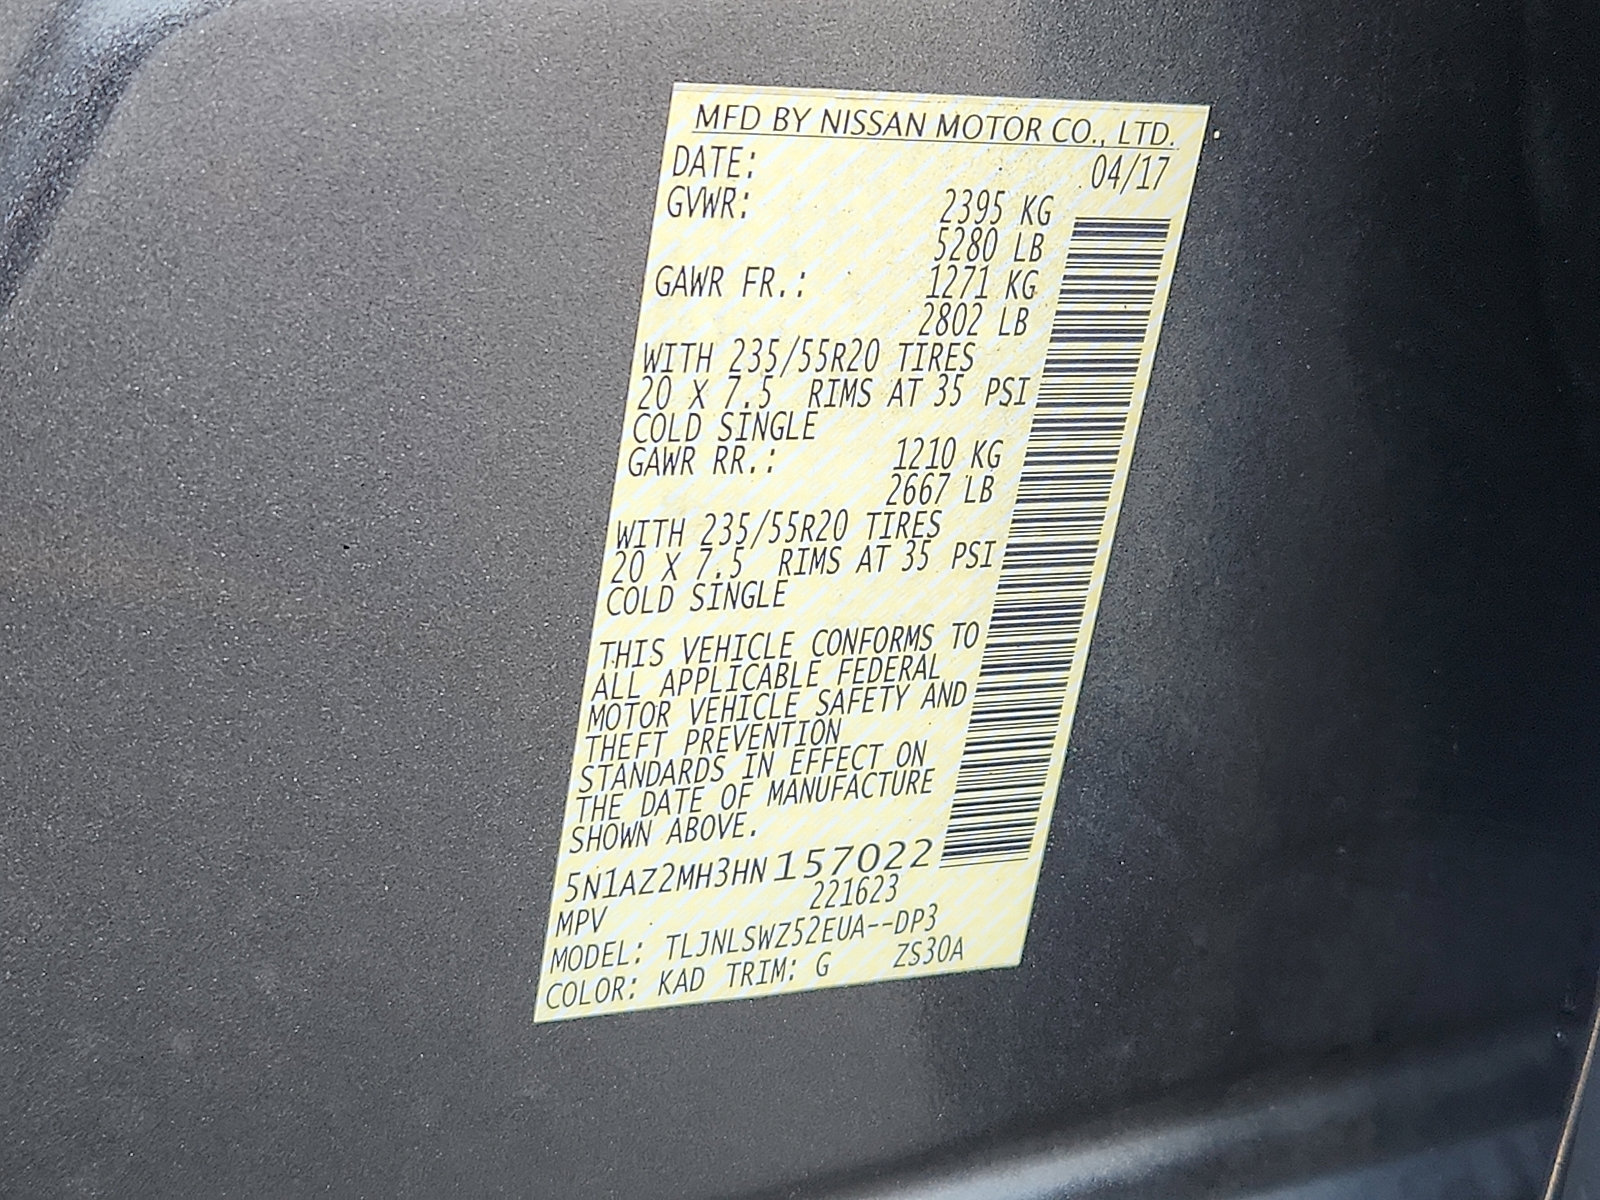 MFD BY NISSAN MOTOR CO., LTD.
DATE: 04/17
GVWR: 2395 KG
5280 LB
GAWR FR.: 1271 KG
2802 LB
WITH 235/55R20 TIRES
20 X 7.5 RIMS AT 35 PSI
COLD SINGLE
GAWR RR.: 1210 KG
2667 LB
WITH 235/55R20 TIRES
20 X 7.5 RIMS AT 35 PSI
COLD SINGLE
THIS VEHICLE CONFORMS TO
ALL APPLICABLE FEDERAL
MOTOR VEHICLE SAFETY AND
THEFT PREVENTION
STANDARDS IN EFFECT ON
THE DATE OF MANUFACTURE
SHOWN ABOVE.
5N1AZ2MH3HN157022
MPV 221623
MODEL: TLJNLSWZ52EUA--DP3
COLOR: KAD TRIM: G ZS30A